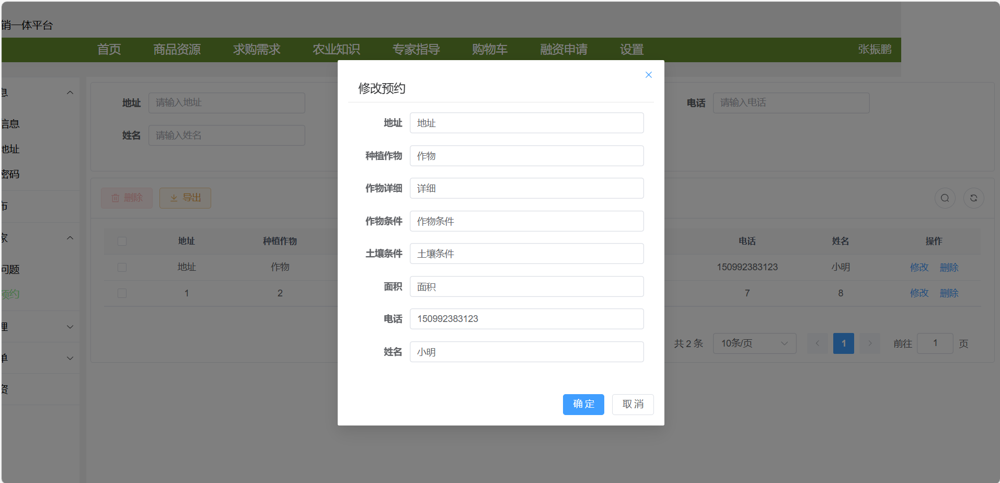 销一体平台
首页 商品资源 求购需求 农业知识 专家指导 购物车 融资申请 设置 张振鹏
息
信息
地址
密码
布
家
问题
预约
理
单
资
地址 请输入地址 电话 请输入电话
姓名 请输入姓名
删除 导出
地址 种植作物 电话 姓名 操作
地址 作物 150992383123 小明 修改 删除
1 2 7 8 修改 删除
共 2 条 10条/页 1 前往 1 页
修改预约
地址 地址
种植作物 作物
作物详细 详细
作物条件 作物条件
土壤条件 土壤条件
面积 面积
电话 150992383123
姓名 小明
确 定 取 消